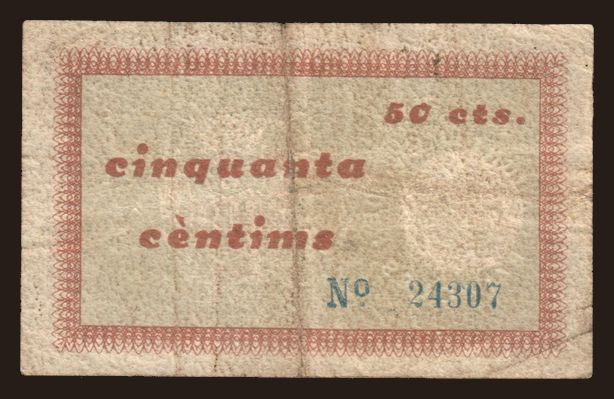 50 cts.
cinquanta
cèntims
Nº 24307